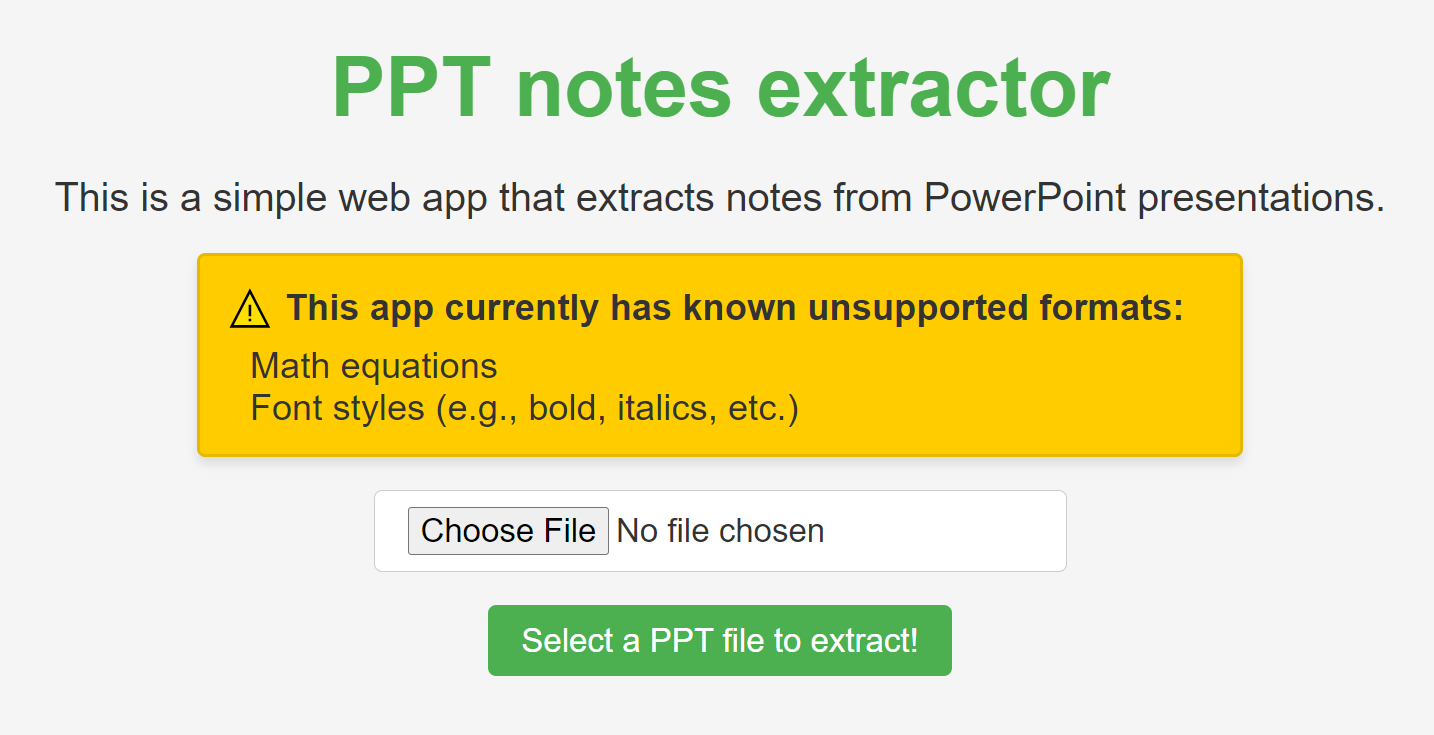 PPT notes extractor
This is a simple web app that extracts notes from PowerPoint presentations.
⚠ This app currently has known unsupported formats:
Math equations
Font styles (e.g., bold, italics, etc.)
Choose File No file chosen
Select a PPT file to extract!